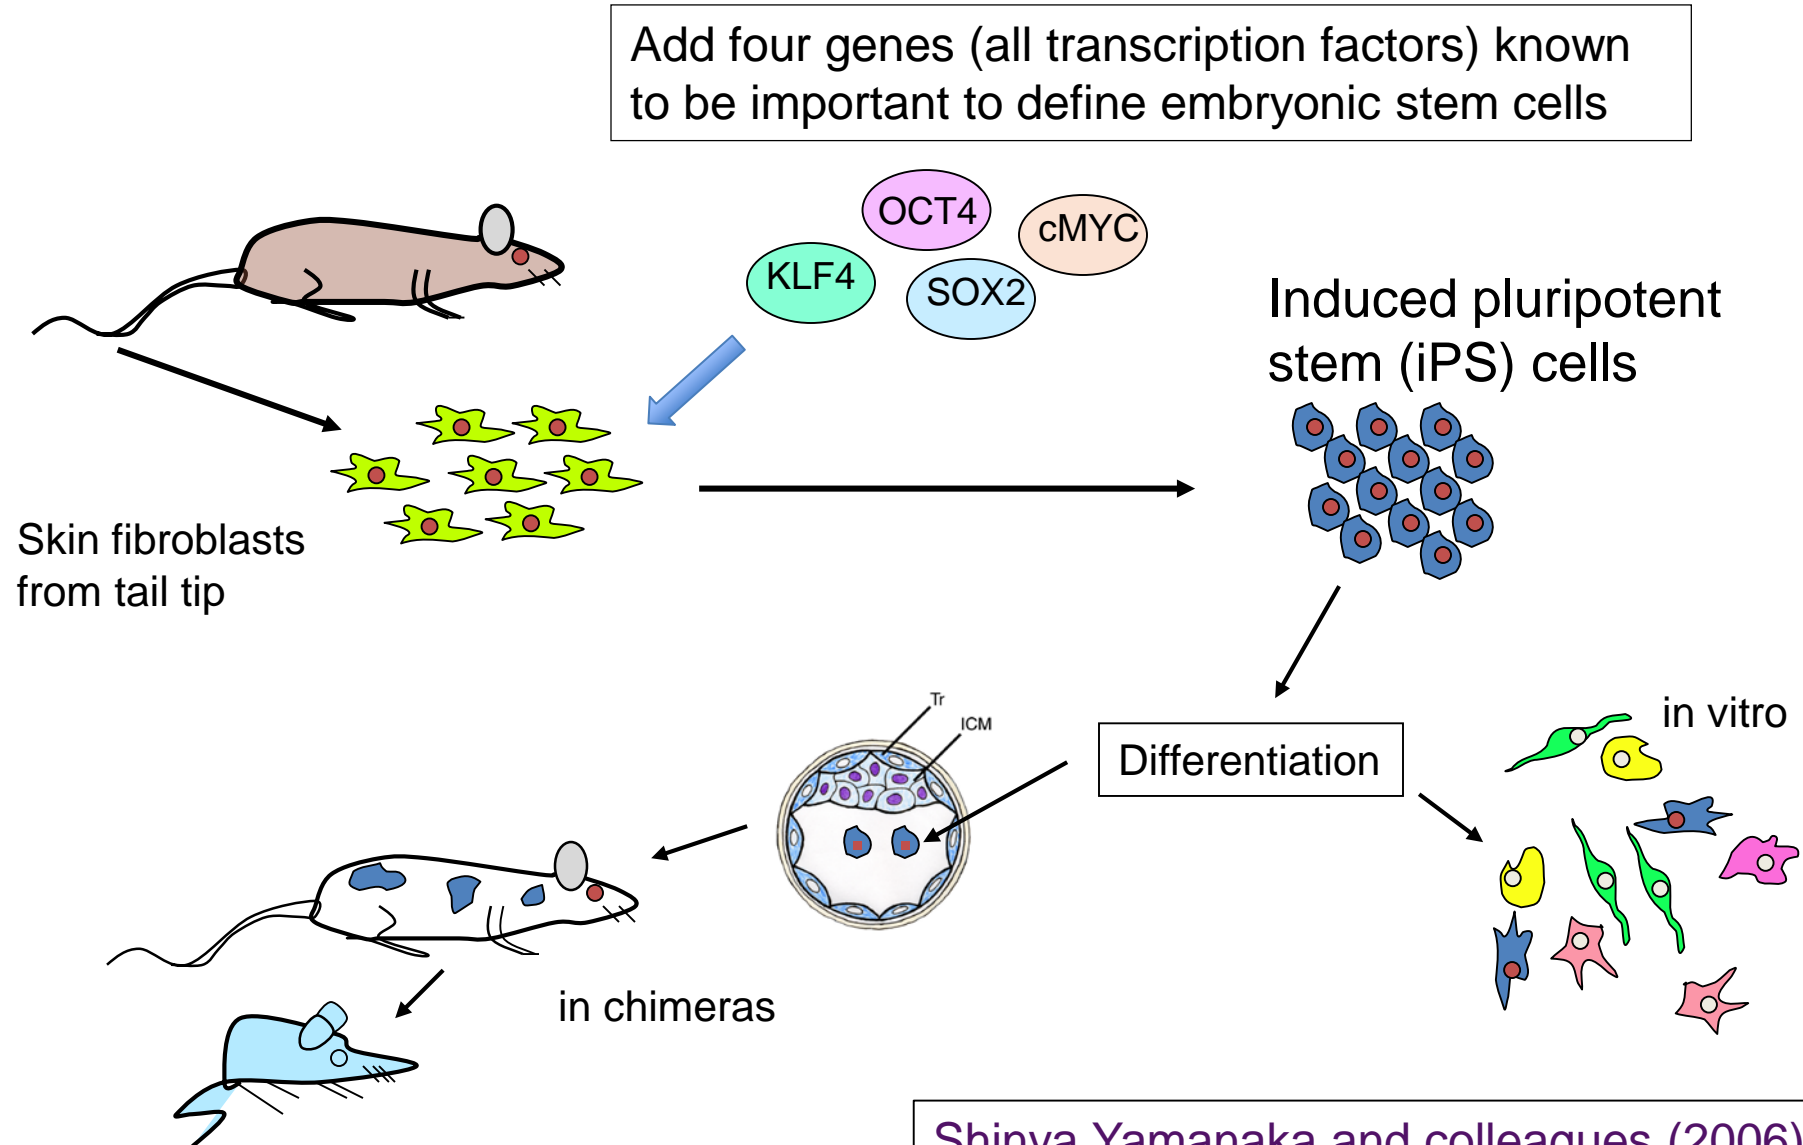 Add four genes (all transcription factors) known
to be important to define embryonic stem cells
OCT4
cMYC
KLF4
SOX2
Induced pluripotent
stem (iPS) cells
Skin fibroblasts
from tail tip
Tr
ICM
in vitro
Differentiation
in chimeras
Shinya Yamanaka and colleagues (2006)